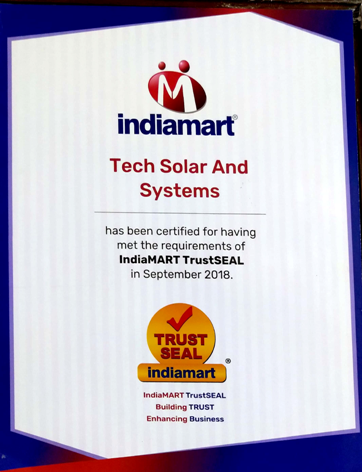 indiamart®
Tech Solar And
Systems
has been certified for having
met the requirements of
IndiaMART TrustSEAL
in September 2018.
TRUST
SEAL
indiamart ®
IndiaMART TrustSEAL
Building TRUST
Enhancing Business